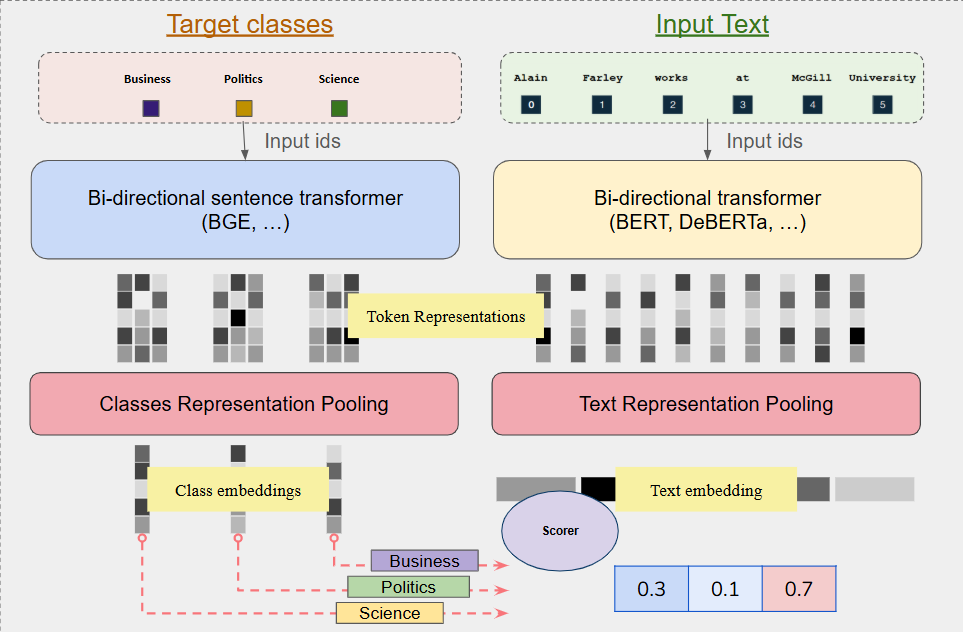 Target classes
Input Text
Business Politics Science
Alain Farley works at McGill University
0 1 2 3 4 5
Input ids
Input ids
Bi-directional sentence transformer
(BGE, …)
Bi-directional transformer
(BERT, DeBERTa, …)
Token Representations
Classes Representation Pooling
Text Representation Pooling
Class embeddings
Text embedding
Scorer
Business
Politics
Science
0.3 0.1 0.7